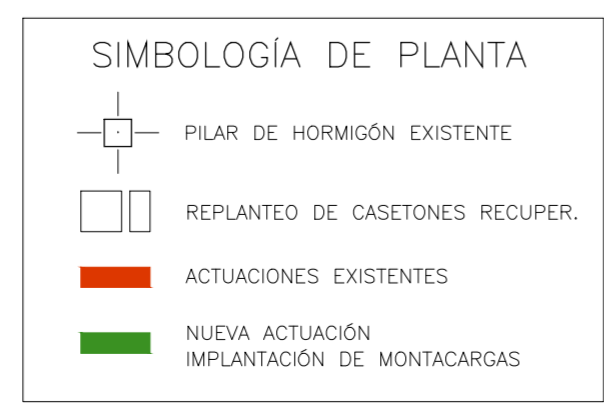 SIMBOLOGÍA DE PLANTA
PILAR DE HORMIGÓN EXISTENTE
REPLANTEO DE CASETONES RECUPER.
ACTUACIONES EXISTENTES
NUEVA ACTUACIÓN
IMPLANTACIÓN DE MONTACARGAS